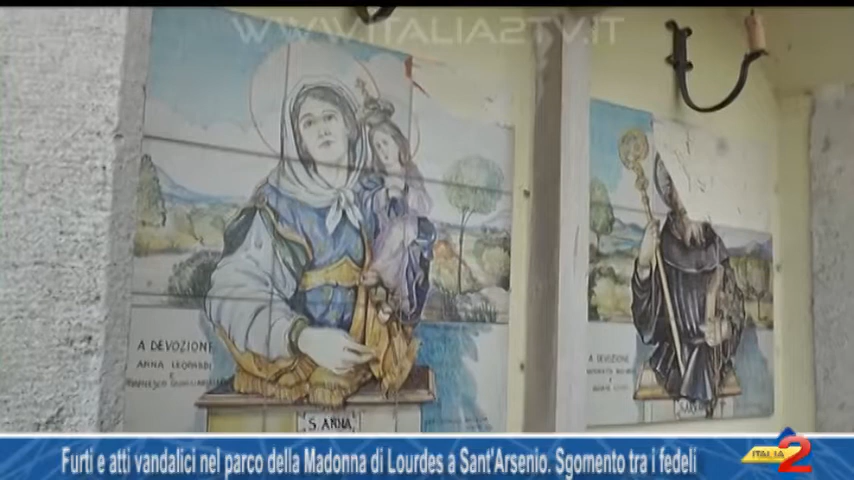 WWW.ITALIA2TV.IT
A DEVOZIONE
ANNA LEOPARDI
E
S. ANNA
A DEVOZIONE
E
Furti e atti vandalici nel parco della Madonna di Lourdes a Sant'Arsenio. Sgomento tra i fedeli
ITALIA 2